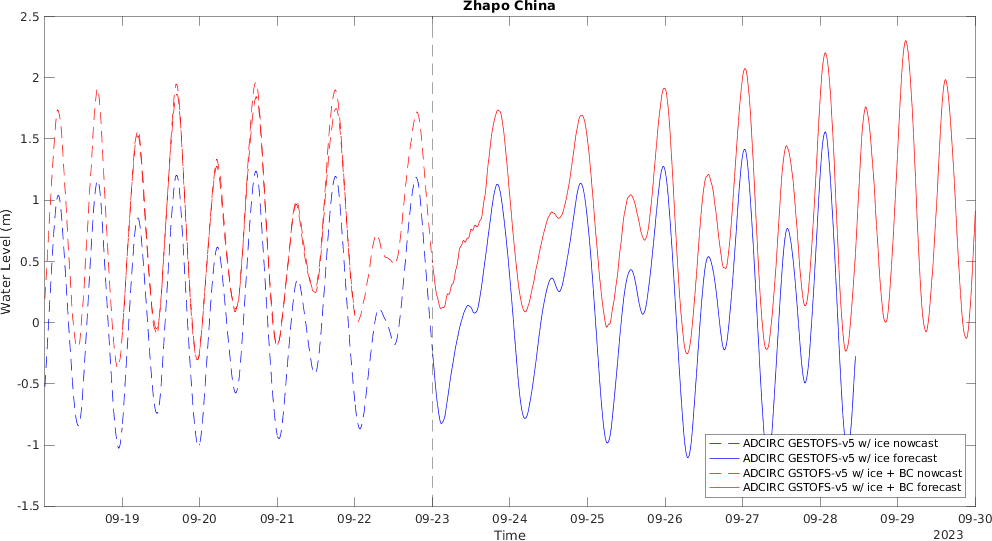 Zhapo China
2.5
2
1.5
1
0.5
0
-0.5
-1
-1.5
Water Level (m)
ADCIRC GESTOFS-v5 w/ ice nowcast
ADCIRC GESTOFS-v5 w/ ice forecast
ADCIRC GSTOFS-v5 w/ ice + BC nowcast
ADCIRC GSTOFS-v5 w/ ice + BC forecast
09-19 09-20 09-21 09-22 09-23 09-24 09-25 09-26 09-27 09-28 09-29 09-30
Time
2023